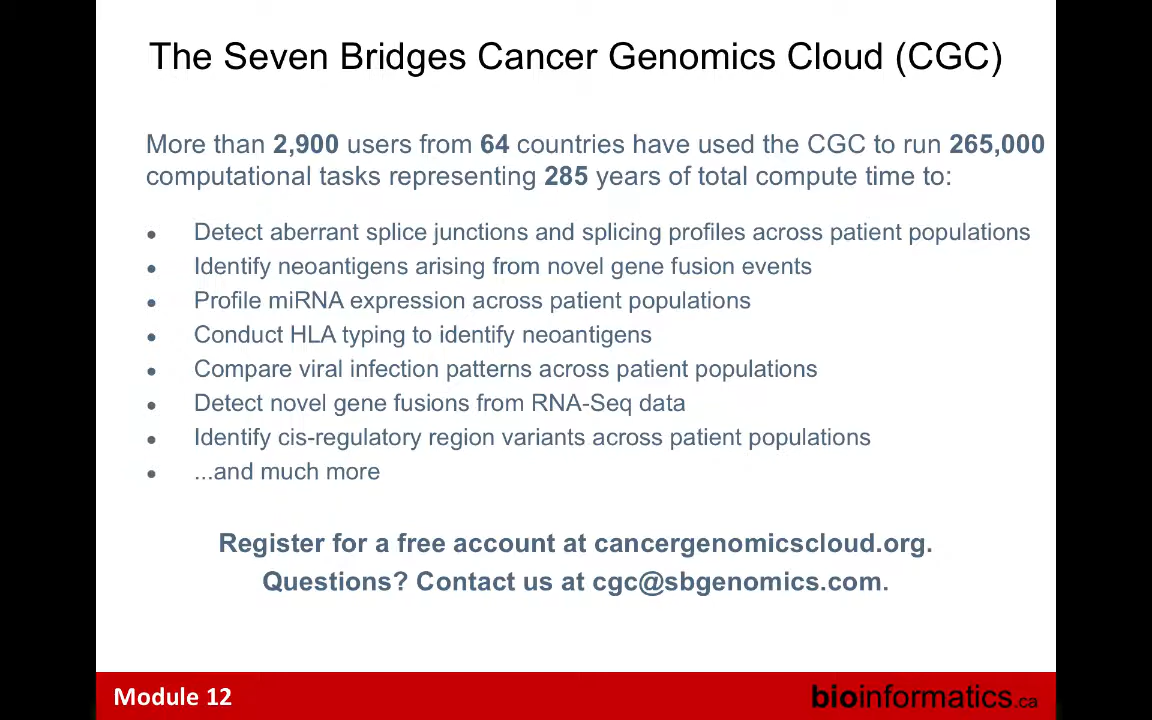 The Seven Bridges Cancer Genomics Cloud (CGC)
More than 2,900 users from 64 countries have used the CGC to run 265,000
computational tasks representing 285 years of total compute time to:
● Detect aberrant splice junctions and splicing profiles across patient populations
● Identify neoantigens arising from novel gene fusion events
● Profile miRNA expression across patient populations
● Conduct HLA typing to identify neoantigens
● Compare viral infection patterns across patient populations
● Detect novel gene fusions from RNA-Seq data
● Identify cis-regulatory region variants across patient populations
● ...and much more
Register for a free account at cancergenomicscloud.org.
Questions? Contact us at cgc@sbgenomics.com.
Module 12
bioinformatics.ca